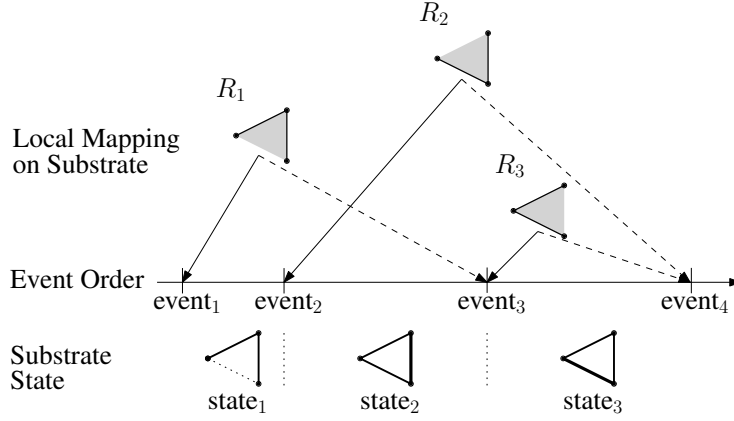 R₂
R₁
Local Mapping
on Substrate
R₃
Event Order
event₁ event₂ event₃ event₄
Substrate
State
state₁ state₂ state₃